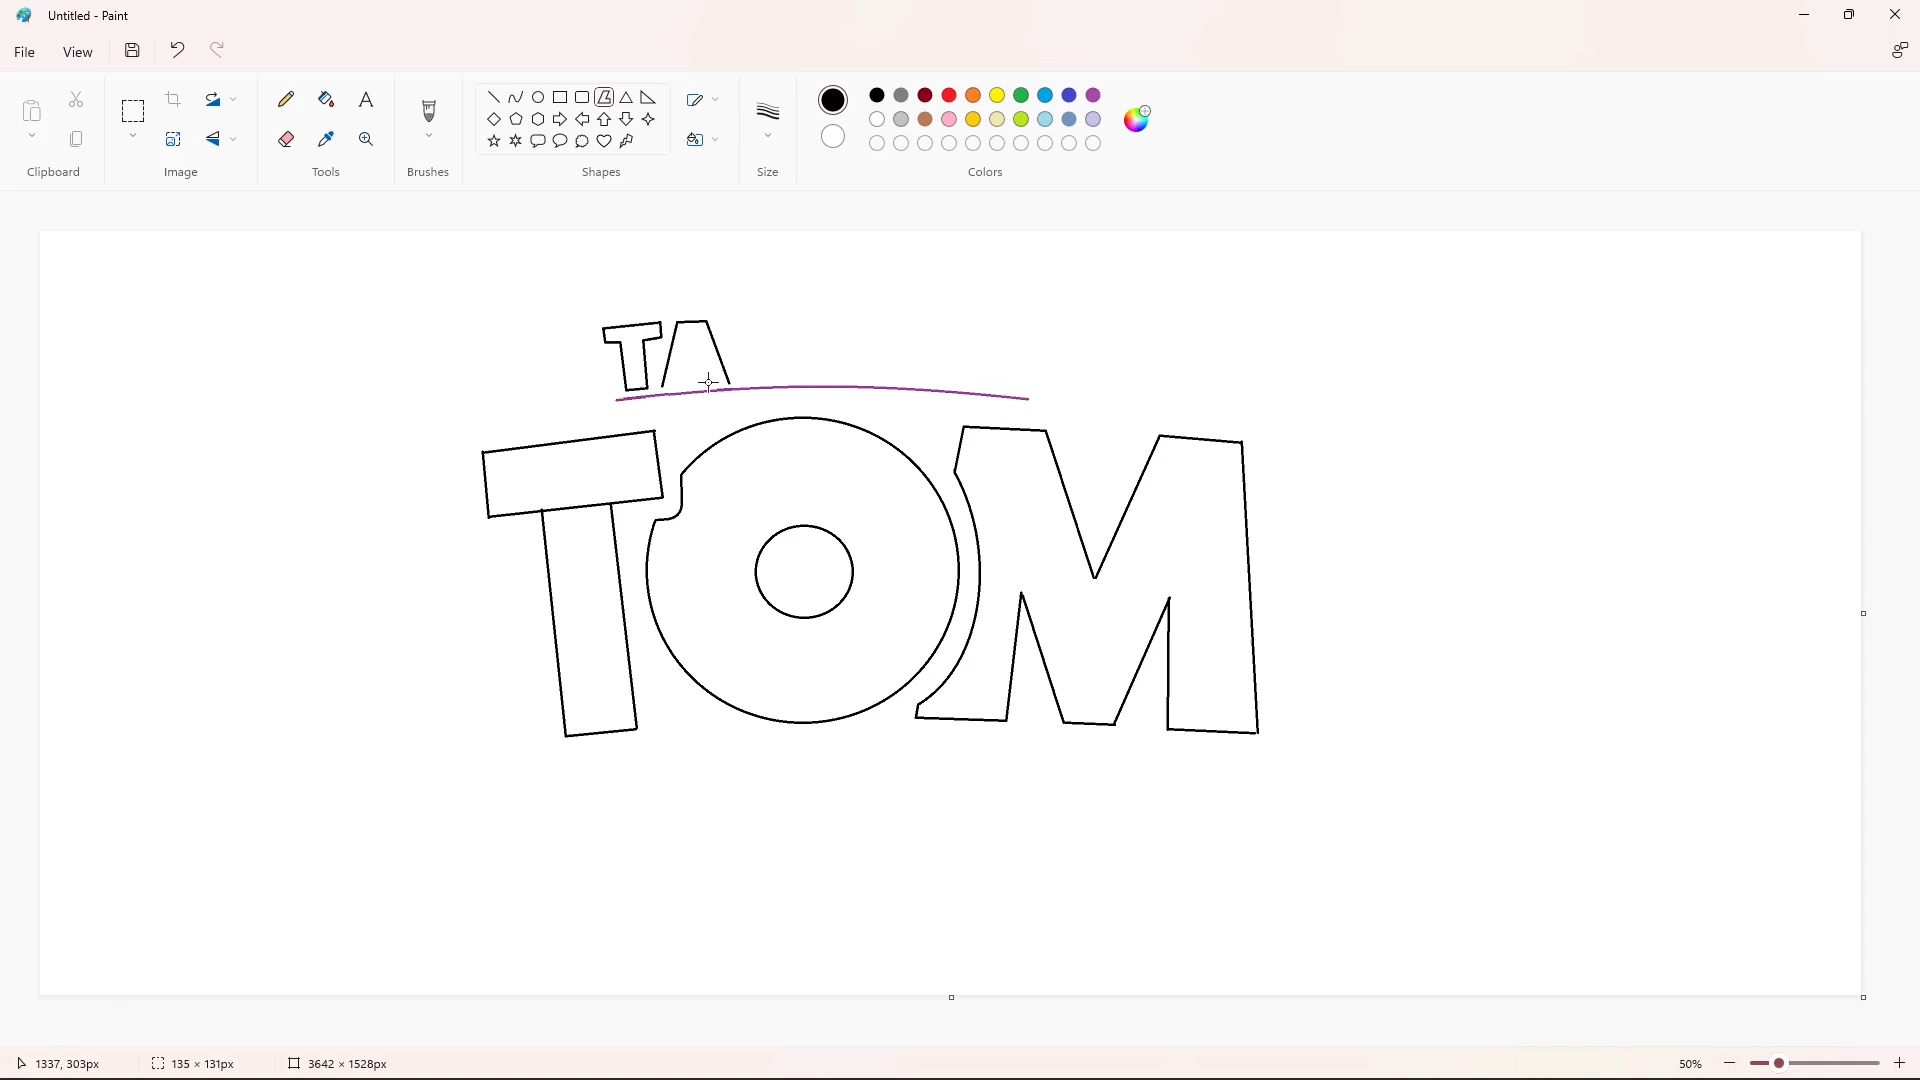 Untitled - Paint
File View
Clipboard Image Tools Brushes Shapes Size Colors
TA
TOM
1337, 303px 135 × 131px 3642 × 1528px 50%